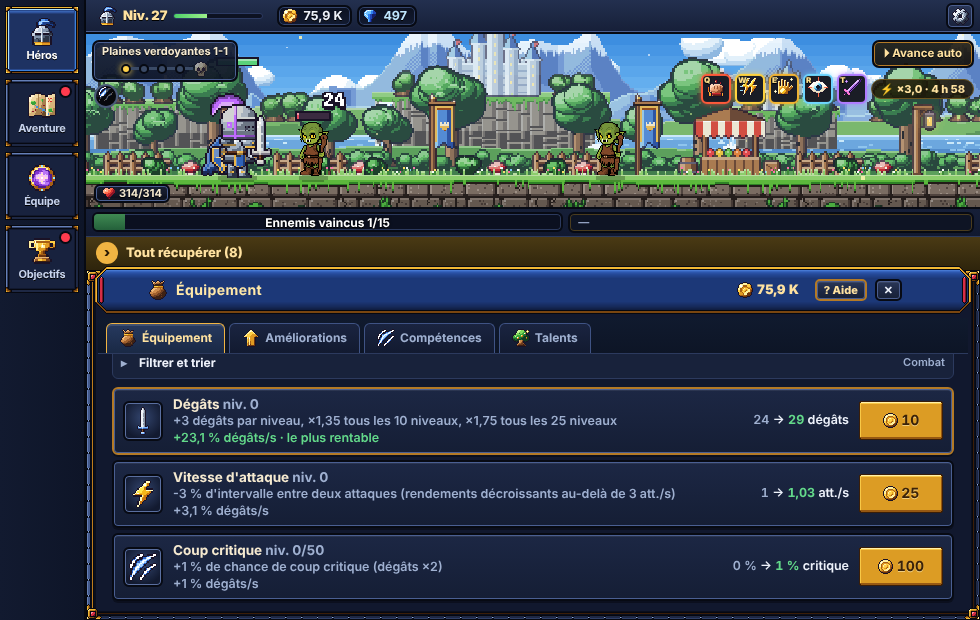 Niv. 27
75,9 K
497
Héros
Aventure
Équipe
Objectifs
Plaines verdoyantes 1-1
Avance auto
×3,0 · 4 h 58
24
314/314
Ennemis vaincus 1/15
—
Tout récupérer (8)
Équipement
75,9 K
? Aide
×
Équipement
Améliorations
Compétences
Talents
Filtrer et trier
Combat
Dégâts niv. 0
+3 dégâts par niveau, ×1,35 tous les 10 niveaux, ×1,75 tous les 25 niveaux
+23,1 % dégâts/s · le plus rentable
24 → 29 dégâts
10
Vitesse d'attaque niv. 0
-3 % d'intervalle entre deux attaques (rendements décroissants au-delà de 3 att./s)
+3,1 % dégâts/s
1 → 1,03 att./s
25
Coup critique niv. 0/50
+1 % de chance de coup critique (dégâts ×2)
+1 % dégâts/s
0 % → 1 % critique
100